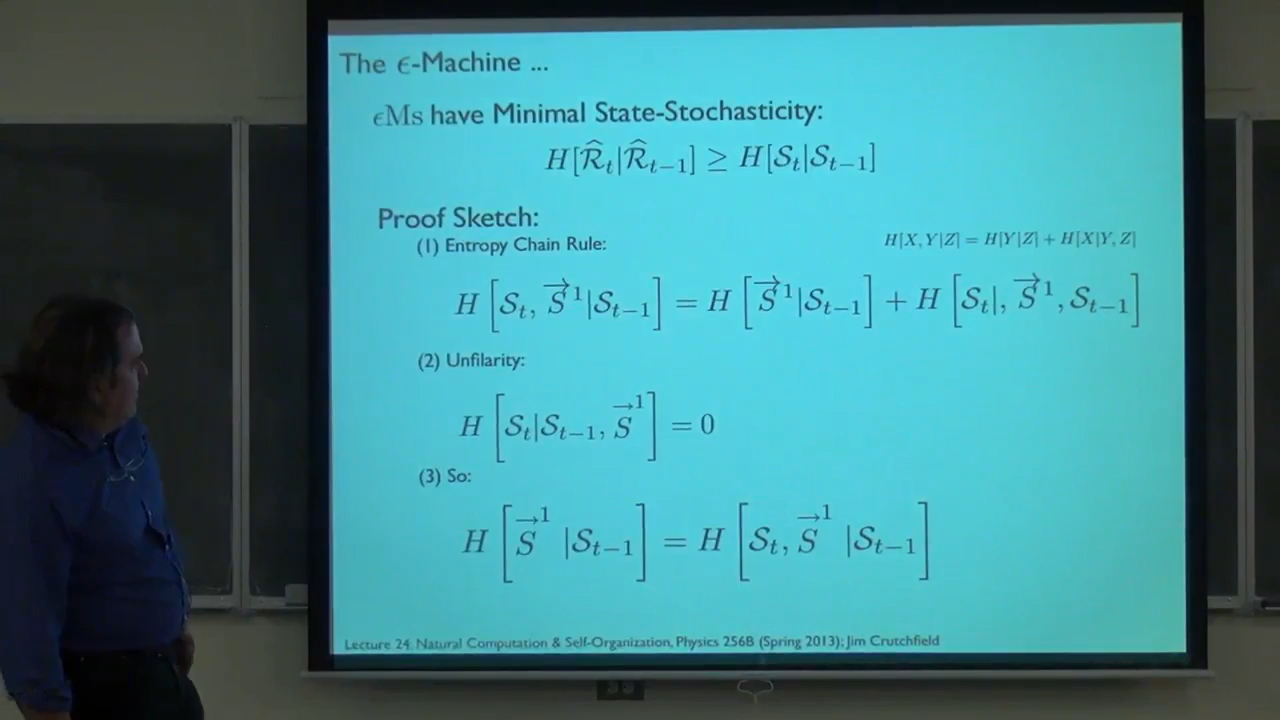 The ϵ-Machine ...
ϵMs have Minimal State-Stochasticity:
H[R̂_t|R̂_{t−1}] ≥ H[S_t|S_{t−1}]
Proof Sketch:
(1) Entropy Chain Rule:
H[X, Y|Z] = H[Y|Z] + H[X|Y, Z]
H [𝒮_t, S⃗^1|𝒮_{t−1}] = H [S⃗^1|𝒮_{t−1}] + H [𝒮_t|, S⃗^1, 𝒮_{t−1}]
(2) Unfilarity:
H [𝒮_t|𝒮_{t−1}, S⃗^1] = 0
(3) So:
H [S⃗^1 |𝒮_{t−1}] = H [𝒮_t, S⃗^1 |𝒮_{t−1}]
Lecture 24: Natural Computation & Self-Organization, Physics 256B (Spring 2013); Jim Crutchfield